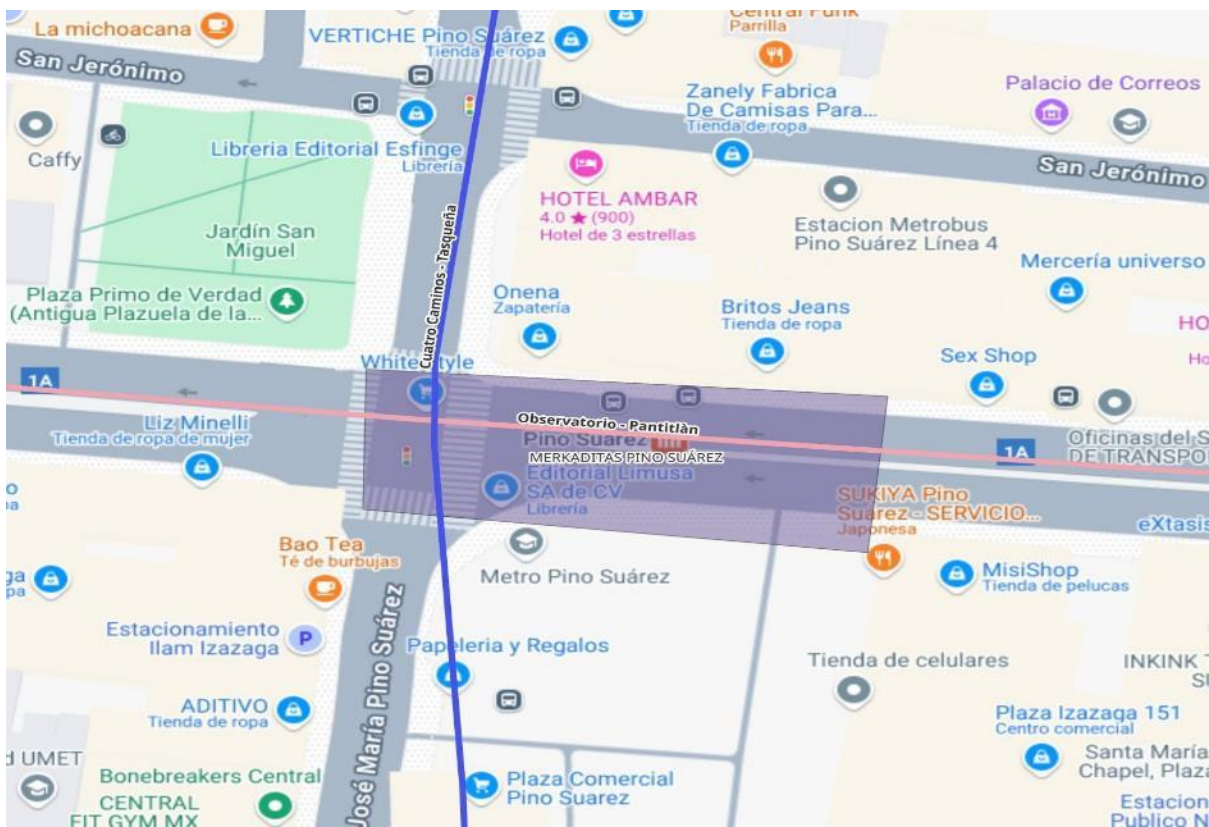 La michoacana
San Jerónimo
VERTICHE Pino Suárez
Tienda de ropa
Central Funk
Parrilla
Zanely Fabrica
De Camisas Para...
Tienda de ropa
Palacio de Correos
Caffy
Libreria Editorial Esfinge
Librería
San Jerónimo
HOTEL AMBAR
4.0 ★ (900)
Hotel de 3 estrellas
Estacion Metrobus
Pino Suárez Línea 4
Jardín San
Miguel
Cuatro Caminos - Tasqueña
Mercería universo
Plaza Primo de Verdad
(Antigua Plazuela de la...
Onena
Zapatería
Britos Jeans
Tienda de ropa
HO
Ho
White Style
Sex Shop
1A
Liz Minelli
Tienda de ropa de mujer
Observatorio - Pantitlàn
Pino Suárez
MERKADITAS PINO SUÁREZ
Editorial Limusa
SA de CV
Librería
1A
Oficinas del S
DE TRANSPO
SUKIYA Pino
Suarez - SERVICIO...
Japonesa
eXtasis
o
pa
Bao Tea
Té de burbujas
Metro Pino Suárez
MisiShop
Tienda de pelucas
ga
pa
Estacionamiento
Ilam Izazaga
P
José María Pino Suárez
Papeleria y Regalos
Tienda de celulares
INKINK T
SU
ADITIVO
Tienda de ropa
Plaza Izazaga 151
Centro comercial
d UMET
Santa María
Chapel, Plaza
Bonebreakers Central
CENTRAL
FIT GYM MX
Plaza Comercial
Pino Suarez
Estacion
Publico N